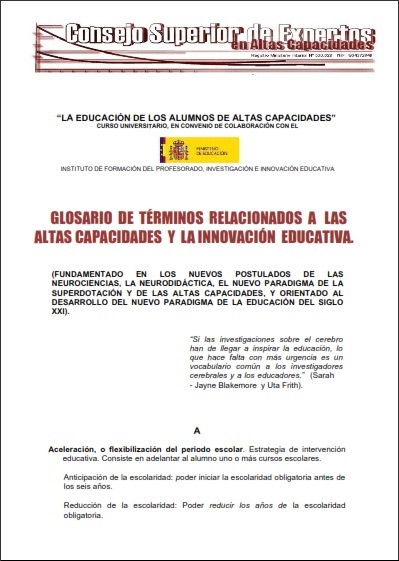 Consejo Superior de Expertos
en Altas Capacidades
“LA EDUCACIÓN DE LOS ALUMNOS DE ALTAS CAPACIDADES”
CURSO UNIVERSITARIO, EN CONVENIO DE COLABORACIÓN CON EL
MINISTERIO
DE EDUCACIÓN
INSTITUTO DE FORMACIÓN DEL PROFESORADO, INVESTIGACIÓN E INNOVACIÓN EDUCATIVA
GLOSARIO DE TÉRMINOS RELACIONADOS A LAS
ALTAS CAPACIDADES Y LA INNOVACIÓN EDUCATIVA.
(FUNDAMENTADO EN LOS NUEVOS POSTULADOS DE LAS
NEUROCIENCIAS, LA NEURODIDÁCTICA, EL NUEVO PARADIGMA DE LA
SUPERDOTACIÓN Y DE LAS ALTAS CAPACIDADES, Y ORIENTADO AL
DESARROLLO DEL NUEVO PARADIGMA DE LA EDUCACIÓN DEL SIGLO
XXI).
“Si las investigaciones sobre el cerebro
han de llegar a inspirar la educación, lo
que hace falta con más urgencia es un
vocabulario común a los investigadores
cerebrales y a los educadores.” (Sarah
- Jayne Blakemore y Uta Frith).
A
Aceleración, o flexibilización del periodo escolar. Estrategia de intervención
educativa. Consiste en adelantar al alumno uno o más cursos escolares.
Anticipación de la escolaridad: poder iniciar la escolaridad obligatoria antes de
los seis años.
Reducción de la escolaridad: Poder reducir los años de la escolaridad
obligatoria.